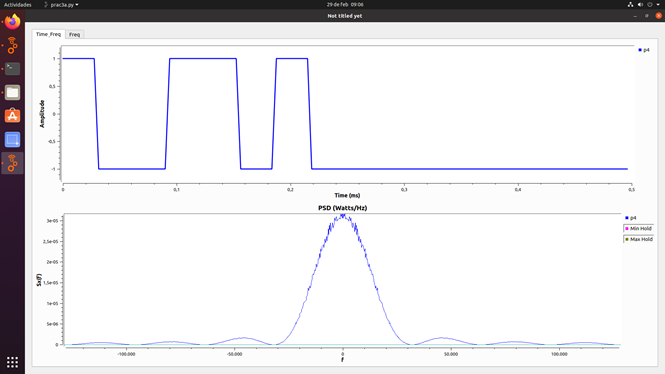 Actividades prac3a.py 29 de feb 09:06
Not titled yet
Time_Freq Freq
p4
1
0,5
0
-0,5
-1
Amplitude
0 0,1 0,2 0,3 0,4 0,5
Time (ms)
PSD (Watts/Hz)
p4
Min Hold
Max Hold
3e-05
2,5e-05
2e-05
1,5e-05
1e-05
5e-06
0
Sx(f)
-100.000 -50.000 0 50.000 100.000
f